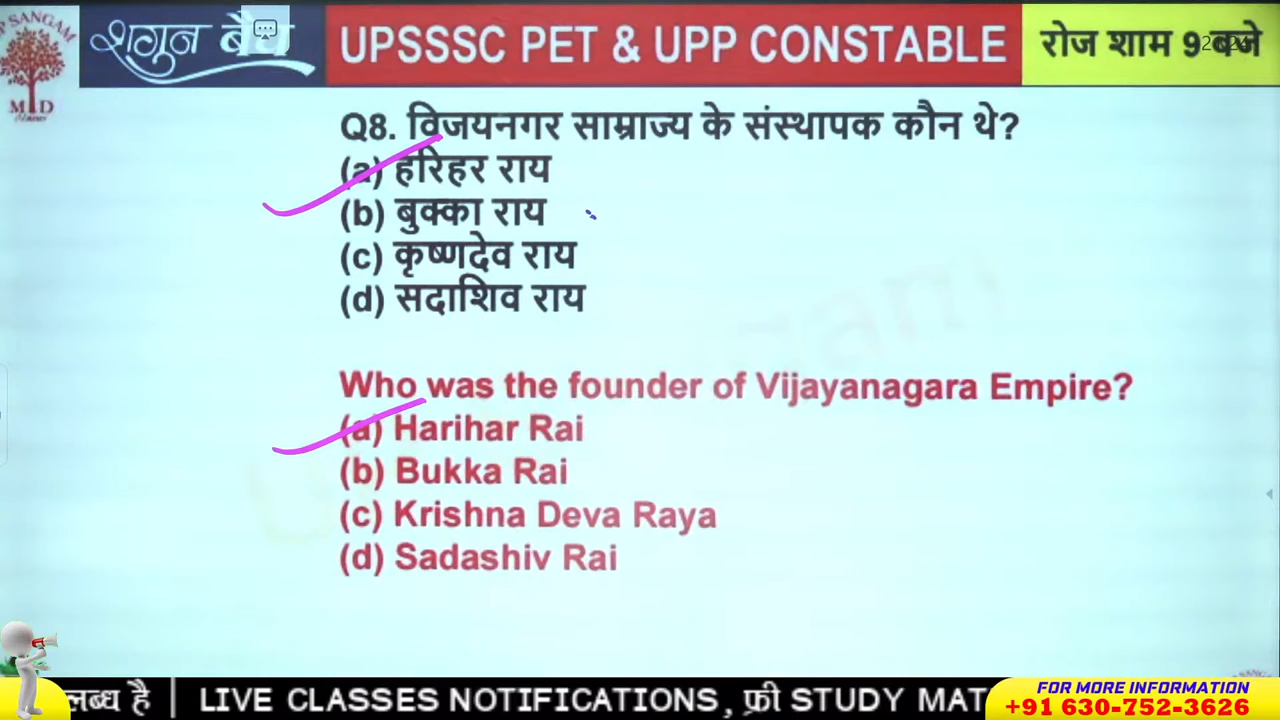 शगुन बैच
UPSSSC PET & UPP CONSTABLE
रोज शाम 9 बजे
MD
Q8. विजयनगर साम्राज्य के संस्थापक कौन थे?
(a) हरिहर राय
(b) बुक्का राय
(c) कृष्णदेव राय
(d) सदाशिव राय
Who was the founder of Vijayanagara Empire?
(a) Harihar Rai
(b) Bukka Rai
(c) Krishna Deva Raya
(d) Sadashiv Rai
लब्ध है | LIVE CLASSES NOTIFICATIONS, फ्री STUDY MAT
FOR MORE INFORMATION
+91 630-752-3626